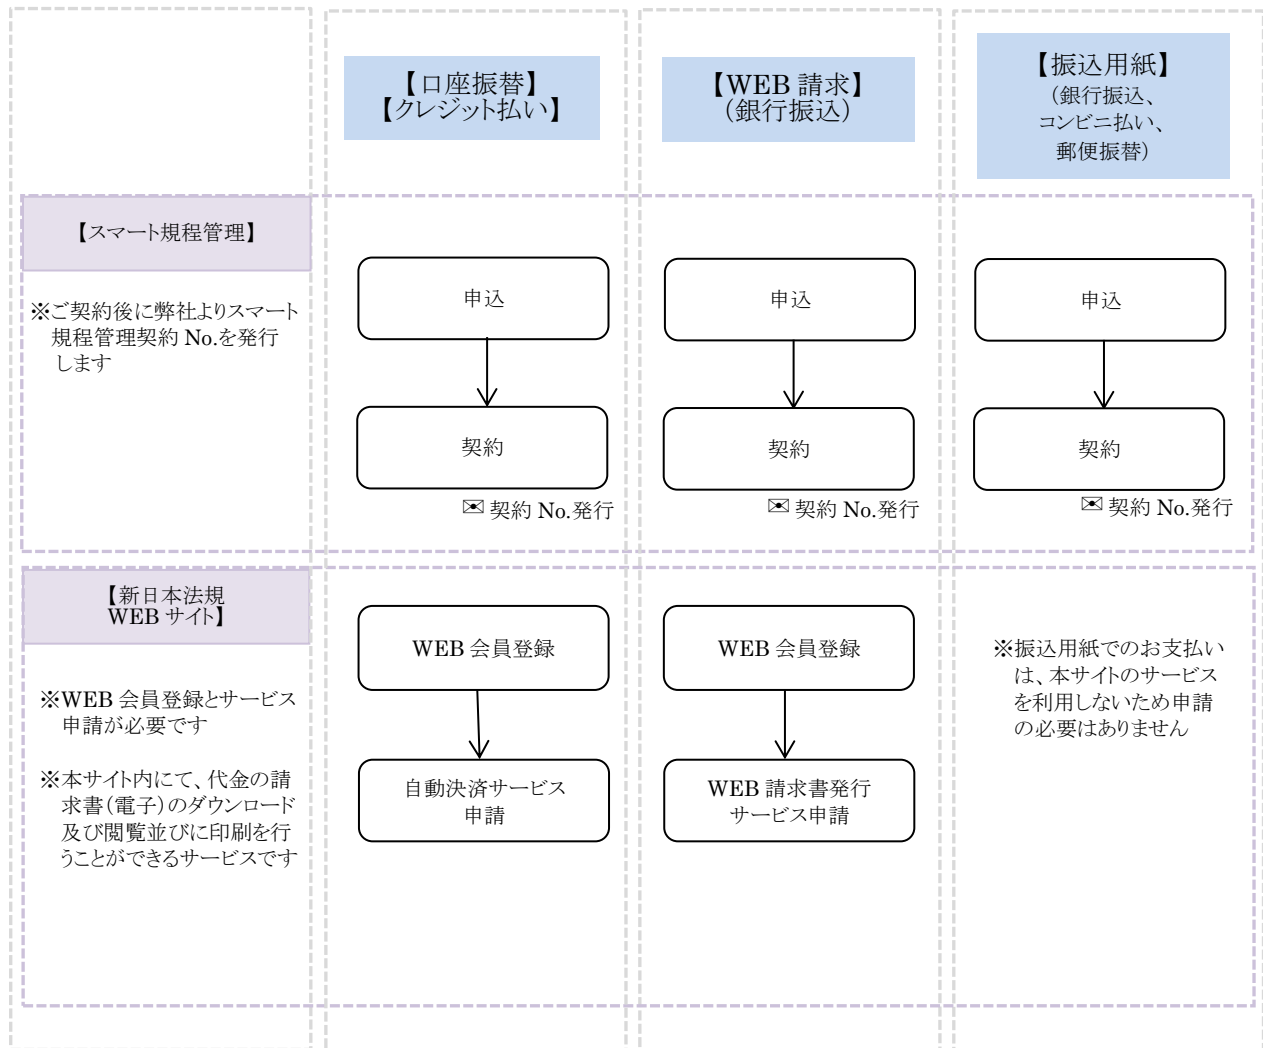 【口座振替】
【クレジット払い】
【WEB 請求】
（銀行振込）
【振込用紙】
（銀行振込、
コンビニ払い、
郵便振替）
【スマート規程管理】
※ご契約後に弊社よりスマート
規程管理契約 No.を発行
します
申込
契約
✉ 契約 No.発行
申込
契約
✉ 契約 No.発行
申込
契約
✉ 契約 No.発行
【新日本法規
WEB サイト】
※WEB 会員登録とサービス
申請が必要です
※本サイト内にて、代金の請
求書（電子）のダウンロード
及び閲覧並びに印刷を行
うことができるサービスです
WEB 会員登録
自動決済サービス
申請
WEB 会員登録
WEB 請求書発行
サービス申請
※振込用紙でのお支払い
は、本サイトのサービス
を利用しないため申請
の必要はありません